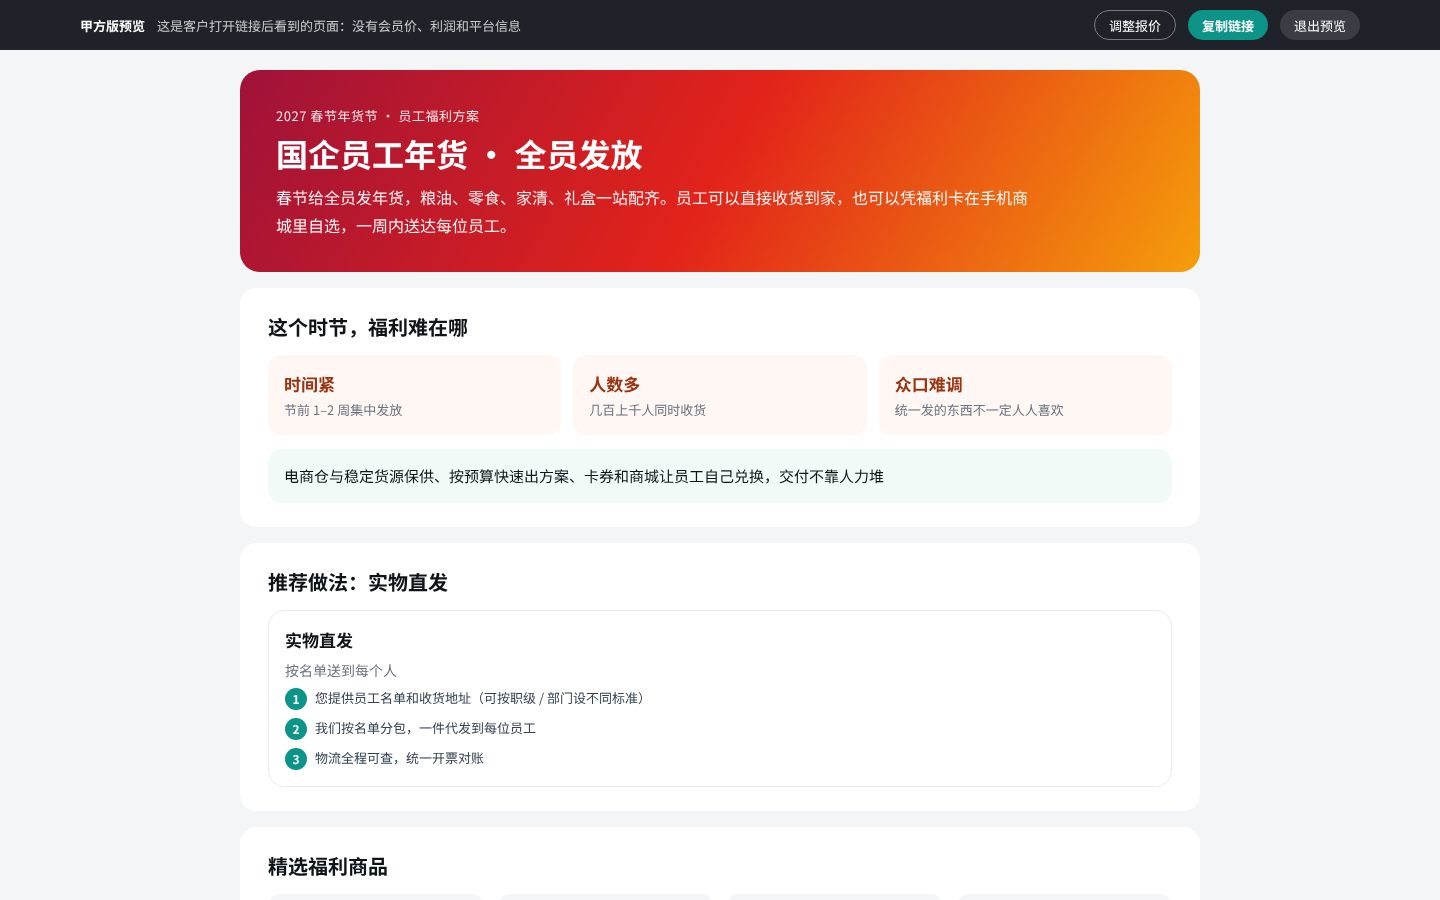 甲方版预览 这是客户打开链接后看到的页面：没有会员价、利润和平台信息 调整报价 复制链接 退出预览
2027 春节年货节 · 员工福利方案
国企员工年货 · 全员发放
春节给全员发年货，粮油、零食、家清、礼盒一站配齐。员工可以直接收货到家，也可以凭福利卡在手机商
城里自选，一周内送达每位员工。
这个时节，福利难在哪
时间紧 人数多 众口难调
节前 1–2 周集中发放 几百上千人同时收货 统一发的东西不一定人人喜欢
电商仓与稳定货源保供、按预算快速出方案、卡券和商城让员工自己兑换，交付不靠人力堆
推荐做法：实物直发
实物直发
按名单送到每个人
1 您提供员工名单和收货地址（可按职级 / 部门设不同标准）
2 我们按名单分包，一件代发到每位员工
3 物流全程可查，统一开票对账
精选福利商品